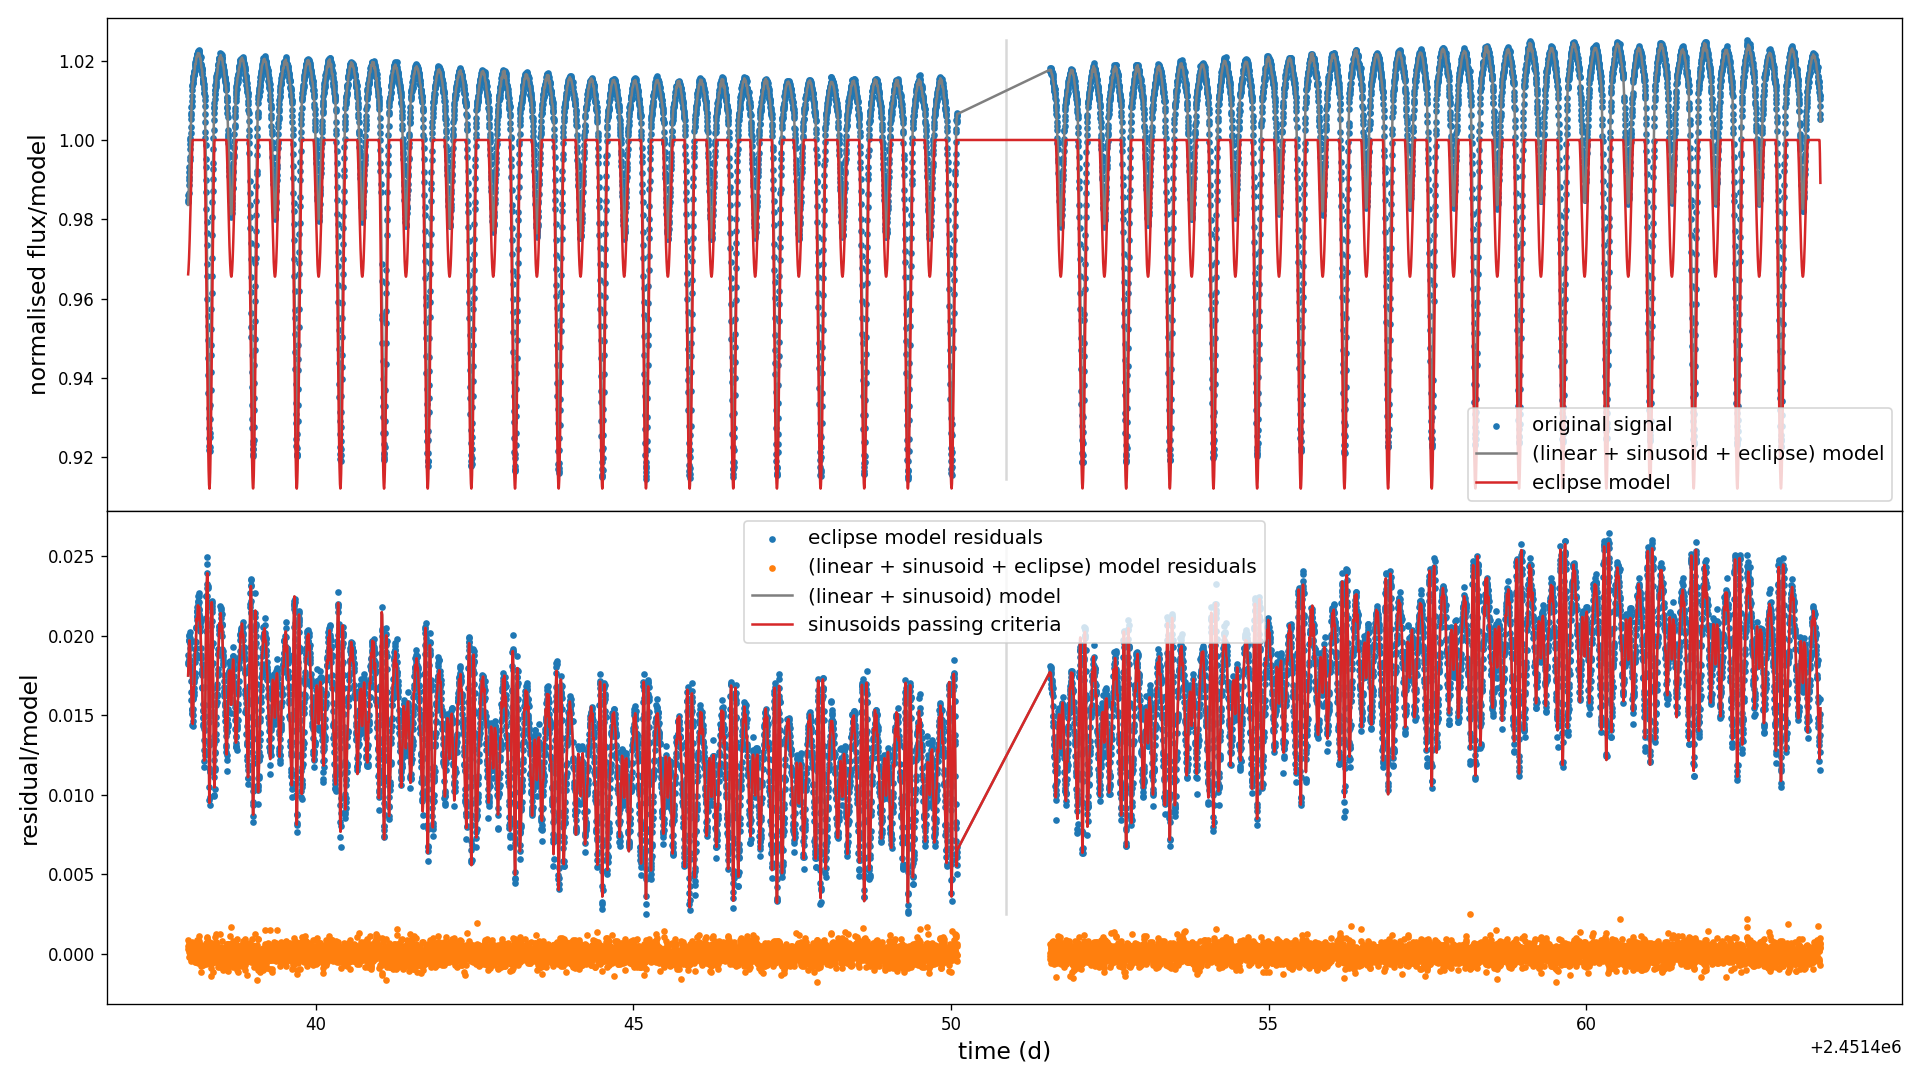 normalised flux/model
1.02
1.00
0.98
0.96
0.94
0.92
original signal
(linear + sinusoid + eclipse) model
eclipse model
residual/model
0.025
0.020
0.015
0.010
0.005
0.000
eclipse model residuals
(linear + sinusoid + eclipse) model residuals
(linear + sinusoid) model
sinusoids passing criteria
40
45
50
55
60
time (d)
+2.4514e6